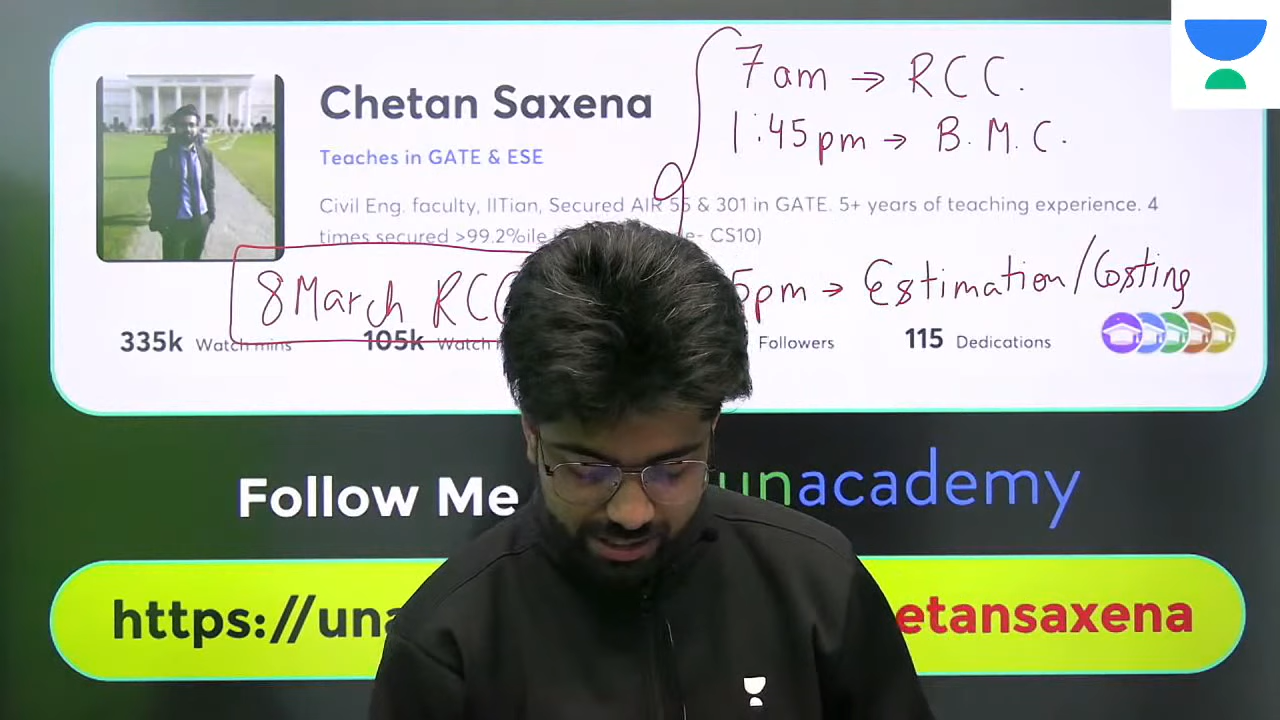 7am → RCC.
Chetan Saxena
1:45pm → B.M.C.
Teaches in GATE & ESE
Civil Eng. faculty, IITian, Secured AIR 55 & 301 in GATE. 5+ years of teaching experience. 4
times secured >99.2%ile - CS10)
8 March RCC
5pm → Estimation/Costing
335k Watch mins 105k Watch Followers 115 Dedications
Follow Me unacademy
https://una etansaxena